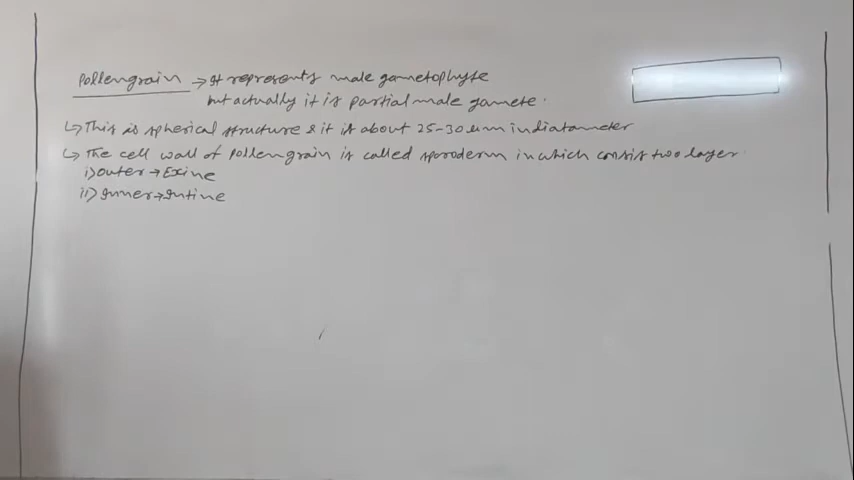 Pollengrain → It represents male gametophyte
but actually it is partial male gamete.
↳ This is spherical structure & it is about 25-30 μm in diatameter
↳ The cell wall of pollengrain is called sporoderm in which consist two layer.
i) outer → Exine
ii) Inner → Intine